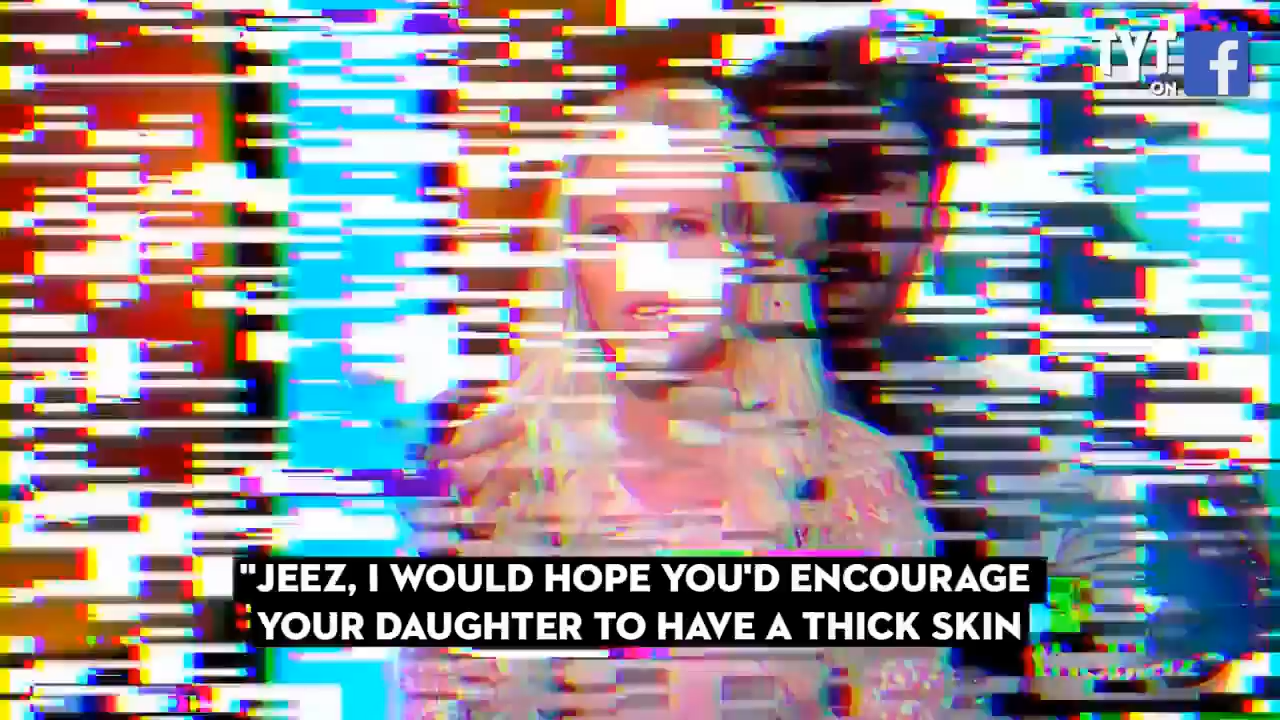 TYT
ON
"JEEZ, I WOULD HOPE YOU'D ENCOURAGE
YOUR DAUGHTER TO HAVE A THICK SKIN